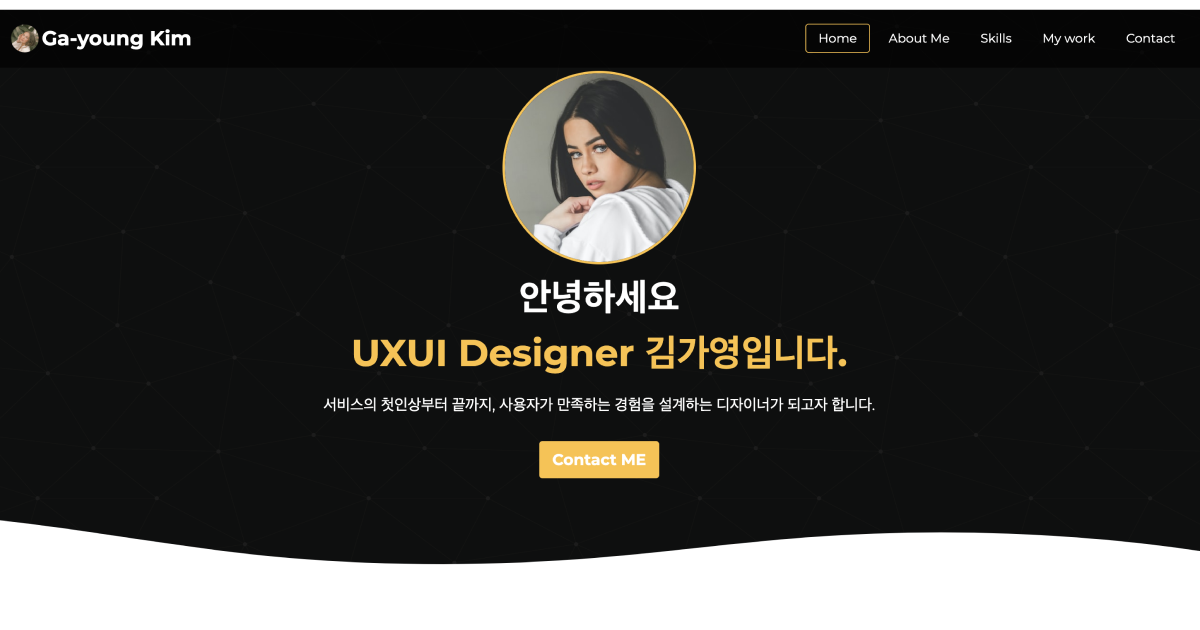 Ga-young Kim
Home About Me Skills My work Contact
안녕하세요
UXUI Designer 김가영입니다.
서비스의 첫인상부터 끝까지, 사용자가 만족하는 경험을 설계하는 디자이너가 되고자 합니다.
Contact ME